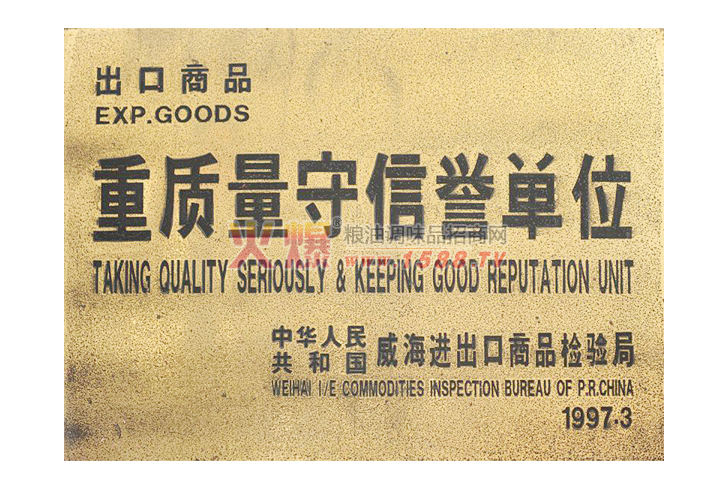 出口商品
EXP.GOODS
重质量守信誉单位
火爆®粮油调味品招商网
www.1588.TV
TAKING QUALITY SERIOUSLY & KEEPING GOOD REPUTATION UNIT
中华人民
共和国 威海进出口商品检验局
WEIHAI I/E COMMODITIES INSPECTION BUREAU OF P.R.CHINA
1997.3